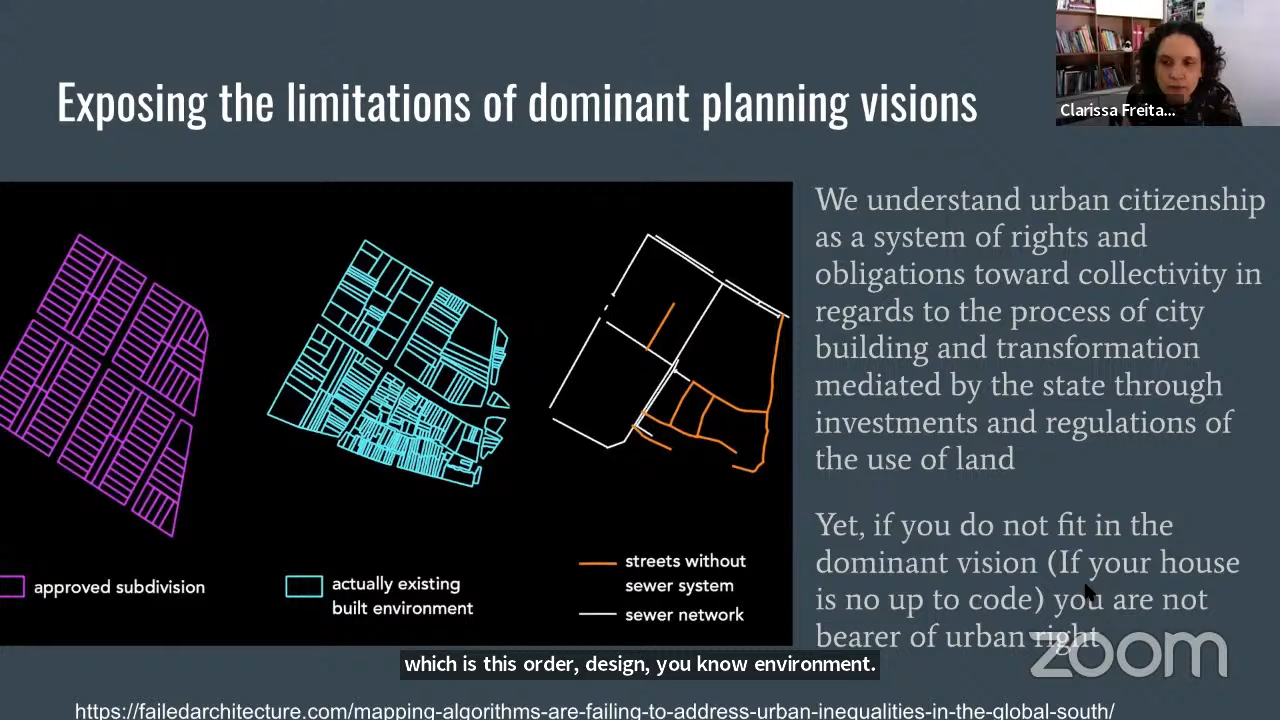 Exposing the limitations of dominant planning visions
Clarissa Freita...
We understand urban citizenship
as a system of rights and
obligations toward collectivity in
regards to the process of city
building and transformation
mediated by the state through
investments and regulations of
the use of land
Yet, if you do not fit in the
dominant vision (If your house
is no up to code) you are not
bearer of urban right
approved subdivision
actually existing
built environment
streets without
sewer system
sewer network
zoom
which is this order, design, you know environment.
https://failedarchitecture.com/mapping-algorithms-are-failing-to-address-urban-inequalities-in-the-global-south/